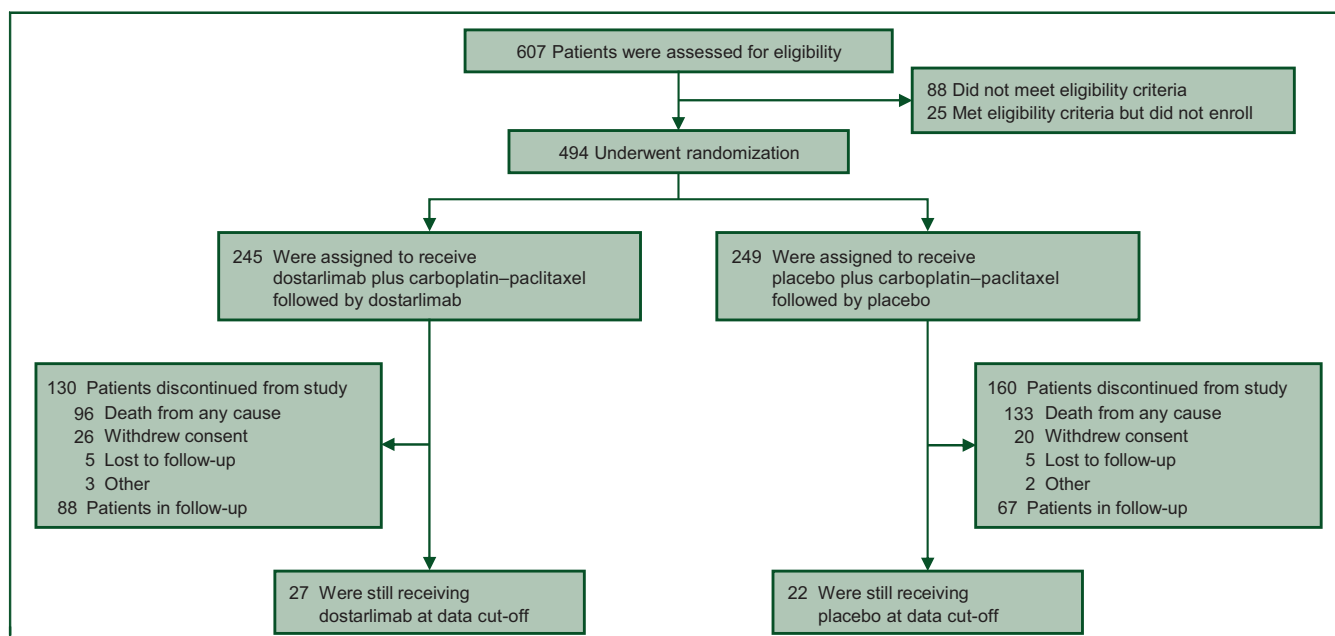 607 Patients were assessed for eligibility
88 Did not meet eligibility criteria
25 Met eligibility criteria but did not enroll
494 Underwent randomization
245 Were assigned to receive
dostarlimab plus carboplatin–paclitaxel
followed by dostarlimab
249 Were assigned to receive
placebo plus carboplatin–paclitaxel
followed by placebo
130 Patients discontinued from study
96 Death from any cause
26 Withdrew consent
5 Lost to follow-up
3 Other
88 Patients in follow-up
160 Patients discontinued from study
133 Death from any cause
20 Withdrew consent
5 Lost to follow-up
2 Other
67 Patients in follow-up
27 Were still receiving
dostarlimab at data cut-off
22 Were still receiving
placebo at data cut-off